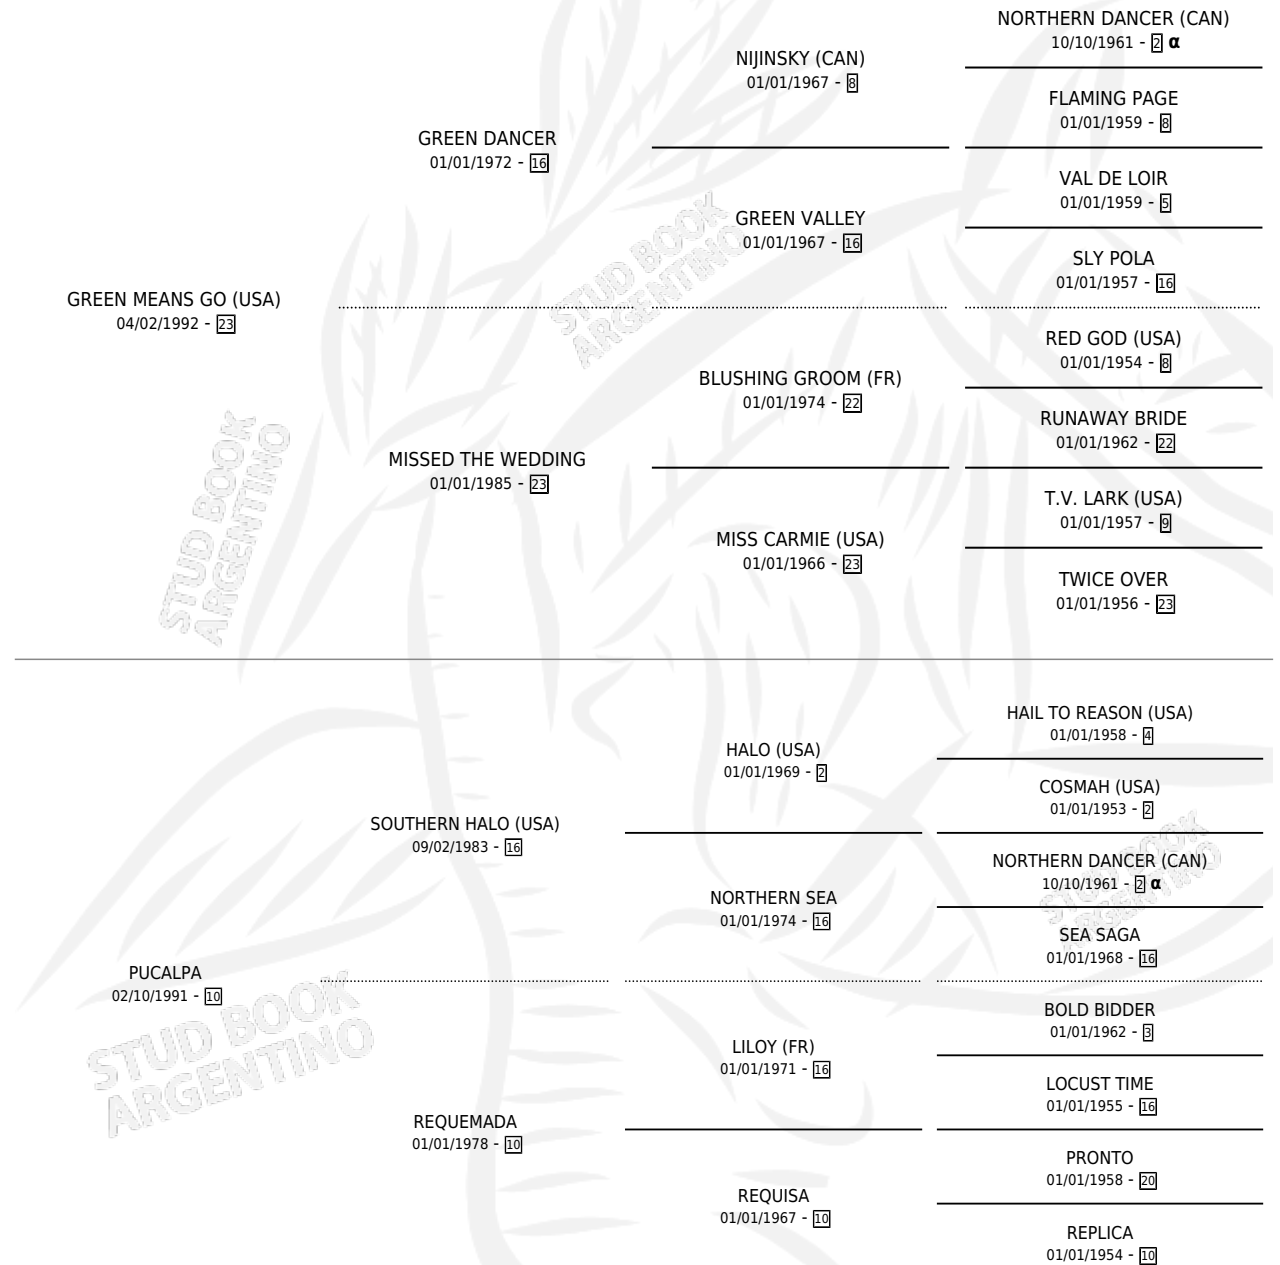 NORTHERN DANCER (CAN)
10/10/1961 - 2 α
NIJINSKY (CAN)
01/01/1967 - 8
FLAMING PAGE
01/01/1959 - 8
GREEN DANCER
01/01/1972 - 16
VAL DE LOIR
01/01/1959 - 5
GREEN VALLEY
01/01/1967 - 16
SLY POLA
01/01/1957 - 16
GREEN MEANS GO (USA)
04/02/1992 - 23
RED GOD (USA)
01/01/1954 - 8
BLUSHING GROOM (FR)
01/01/1974 - 22
RUNAWAY BRIDE
01/01/1962 - 22
MISSED THE WEDDING
01/01/1985 - 23
T.V. LARK (USA)
01/01/1957 - 9
MISS CARMIE (USA)
01/01/1966 - 23
TWICE OVER
01/01/1956 - 23
HAIL TO REASON (USA)
01/01/1958 - 4
HALO (USA)
01/01/1969 - 2
COSMAH (USA)
01/01/1953 - 2
SOUTHERN HALO (USA)
09/02/1983 - 16
NORTHERN DANCER (CAN)
10/10/1961 - 2 α
NORTHERN SEA
01/01/1974 - 16
SEA SAGA
01/01/1968 - 16
PUCALPA
02/10/1991 - 10
BOLD BIDDER
01/01/1962 - 3
LILOY (FR)
01/01/1971 - 16
LOCUST TIME
01/01/1955 - 16
REQUEMADA
01/01/1978 - 10
PRONTO
01/01/1958 - 20
REQUISA
01/01/1967 - 10
REPLICA
01/01/1954 - 10
STUD BOOK
ARGENTINO
STUD BOOK
ARGENTINO
STUD BOOK
ARGENTINO
STUD BOOK
ARGENTINO